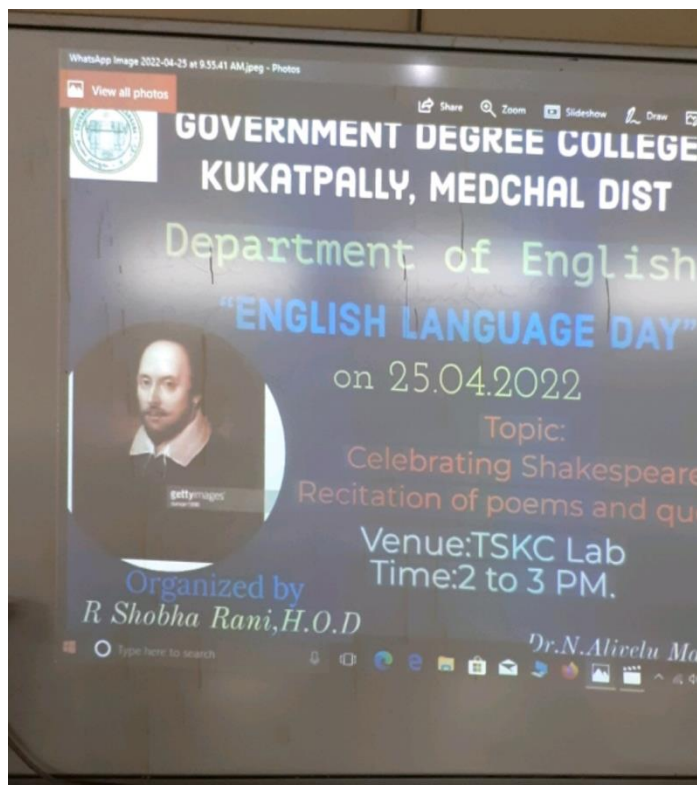 WhatsApp Image 2022-04-25 at 9.55.41 AM.jpeg - Photos
View all photos
Share Zoom Slideshow Draw
GOVERNMENT DEGREE COLLEGE
KUKATPALLY, MEDCHAL DIST
Department of English
"ENGLISH LANGUAGE DAY"
on 25.04.2022
Topic:
Celebrating Shakespeare
Recitation of poems and
gettyimages
Venue:TSKC Lab
Time:2 to 3 PM.
Organized by
R Shobha Rani,H.O.D
Dr.N.Alivelu
Type here to search